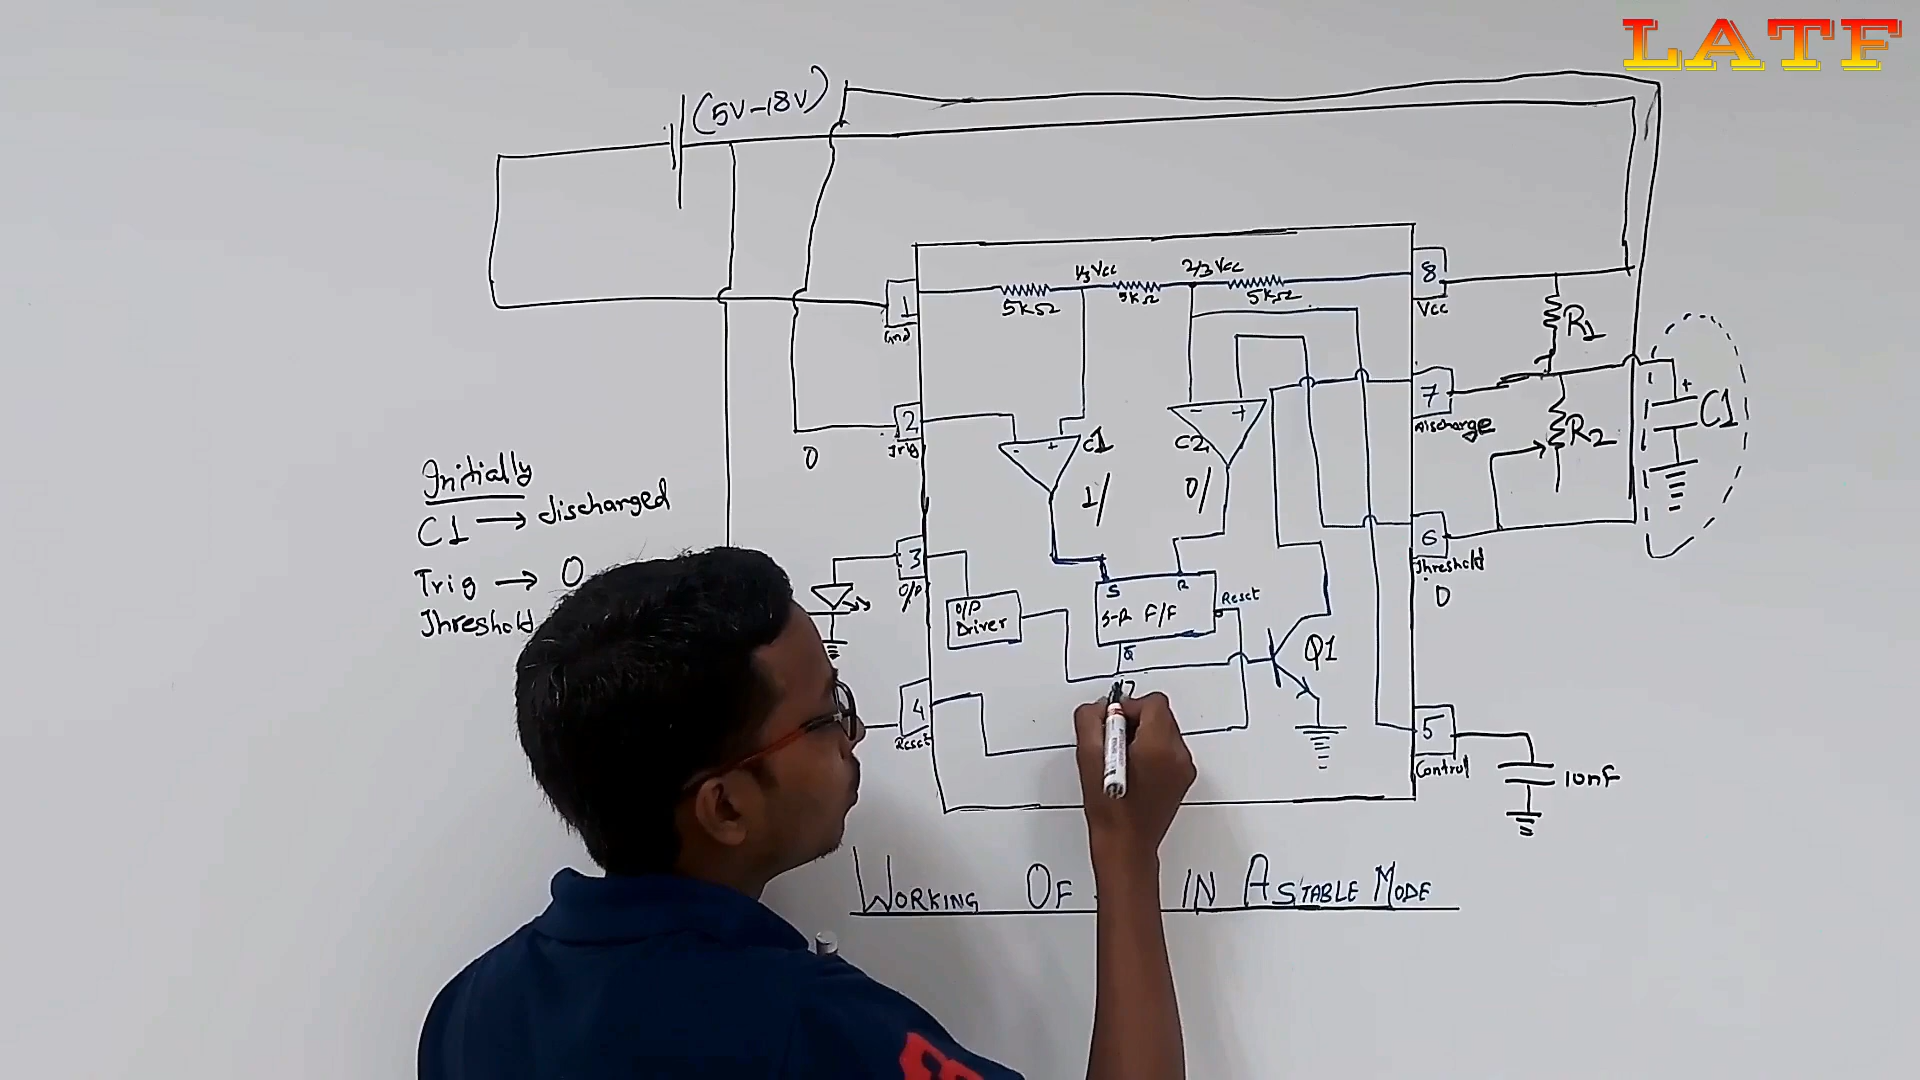 LATF
(5V-18V)
1/3 Vcc
2/3 Vcc
5kΩ
5kΩ
5kΩ
1
Gnd
8
Vcc
R1
2
Trig
0
7
Discharge
+
C1
R2
- +
C1
1
- +
C2
0
Initially
C1 → discharged
Trig → 0
Threshold
3
O/P
O/P
Driver
S R
S-R F/F
Reset
Q̅
Q1
6
Threshold
0
4
Reset
5
Control
10nF
WORKING OF IN ASTABLE MODE